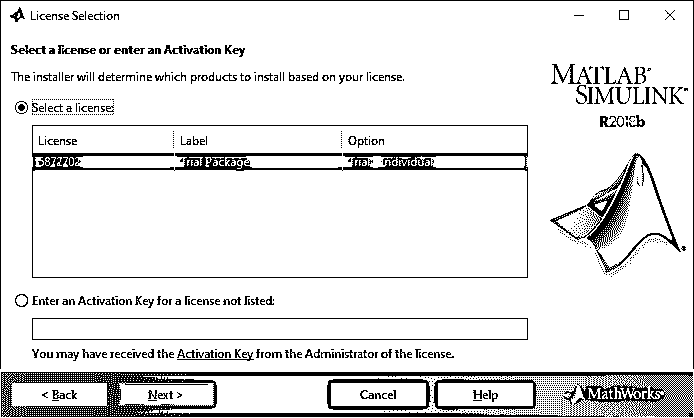 License Selection
Select a license or enter an Activation Key
The installer will determine which products to install based on your license.
Select a license:
License Label Option
Trial Package Trial - Individual
Enter an Activation Key for a license not listed:
You may have received the Activation Key from the Administrator of the license.
< Back Next > Cancel Help
MATLAB®
SIMULINK®
MathWorks®